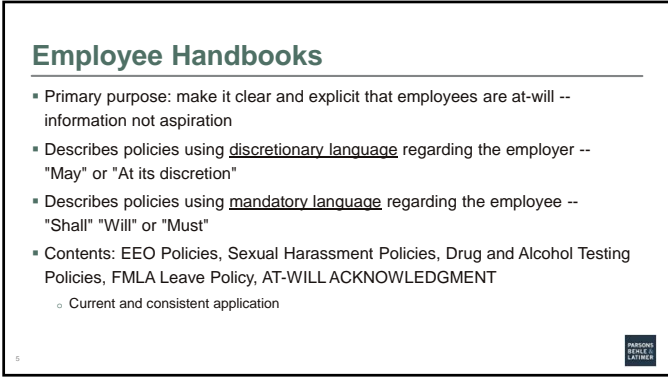 Employee Handbooks
▪ Primary purpose: make it clear and explicit that employees are at-will --
information not aspiration
▪ Describes policies using discretionary language regarding the employer --
"May" or "At its discretion"
▪ Describes policies using mandatory language regarding the employee --
"Shall" "Will" or "Must"
▪ Contents: EEO Policies, Sexual Harassment Policies, Drug and Alcohol Testing
Policies, FMLA Leave Policy, AT-WILL ACKNOWLEDGMENT
o Current and consistent application
5
PARSONS
BEHLE &
LATIMER